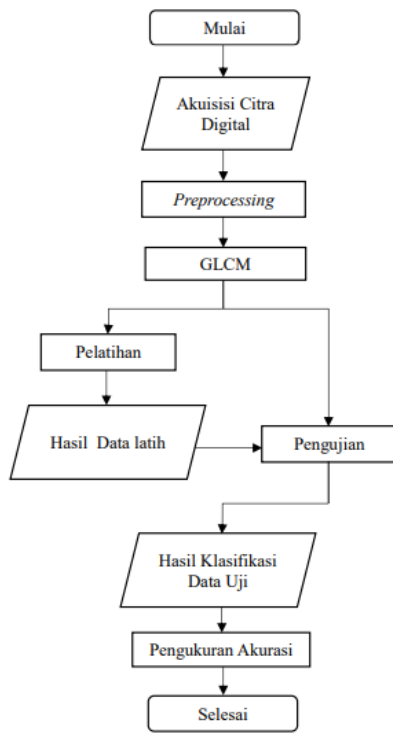 Mulai
Akuisisi Citra
Digital
Preprocessing
GLCM
Pelatihan
Hasil Data latih
Pengujian
Hasil Klasifikasi
Data Uji
Pengukuran Akurasi
Selesai